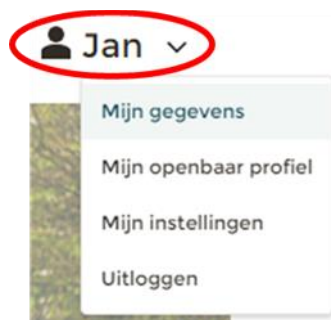 Jan
Mijn gegevens
Mijn openbaar profiel
Mijn instellingen
Uitloggen